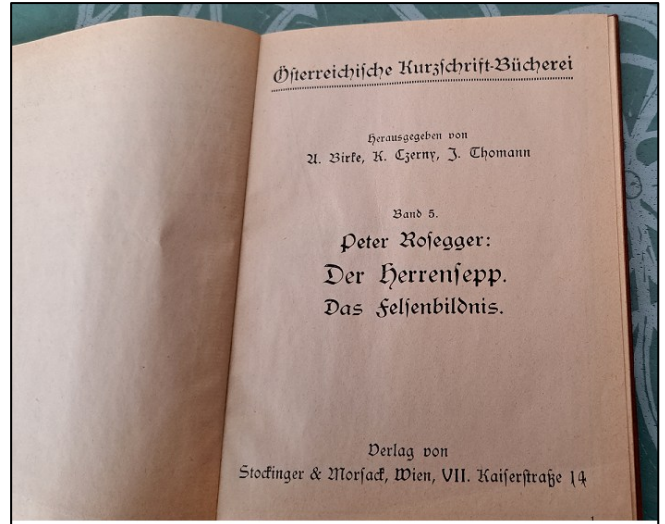 Österreichische Kurzschrift-Bücherei
Herausgegeben von
A. Birke, K. Czerny, J. Thomann
Band 5.
Peter Rosegger:
Der Herrensepp.
Das Felsenbildnis.
Verlag von
Stockinger & Morsack, Wien, VII. Kaiserstraße 14